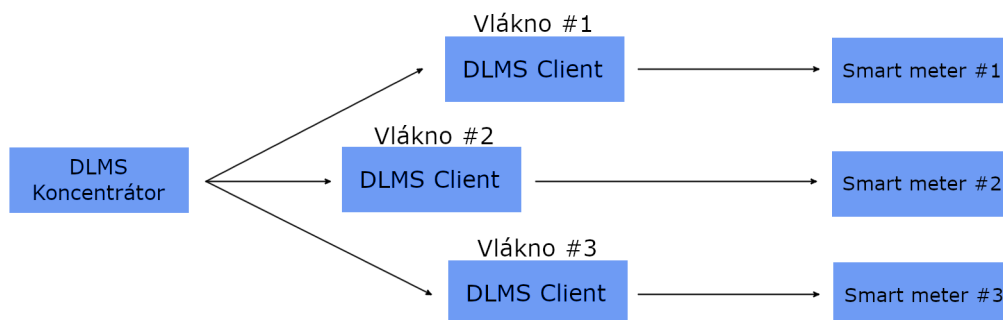 Vlákno #1
DLMS Client
Smart meter #1
Vlákno #2
DLMS
Koncentrátor
DLMS Client
Smart meter #2
Vlákno #3
DLMS Client
Smart meter #3